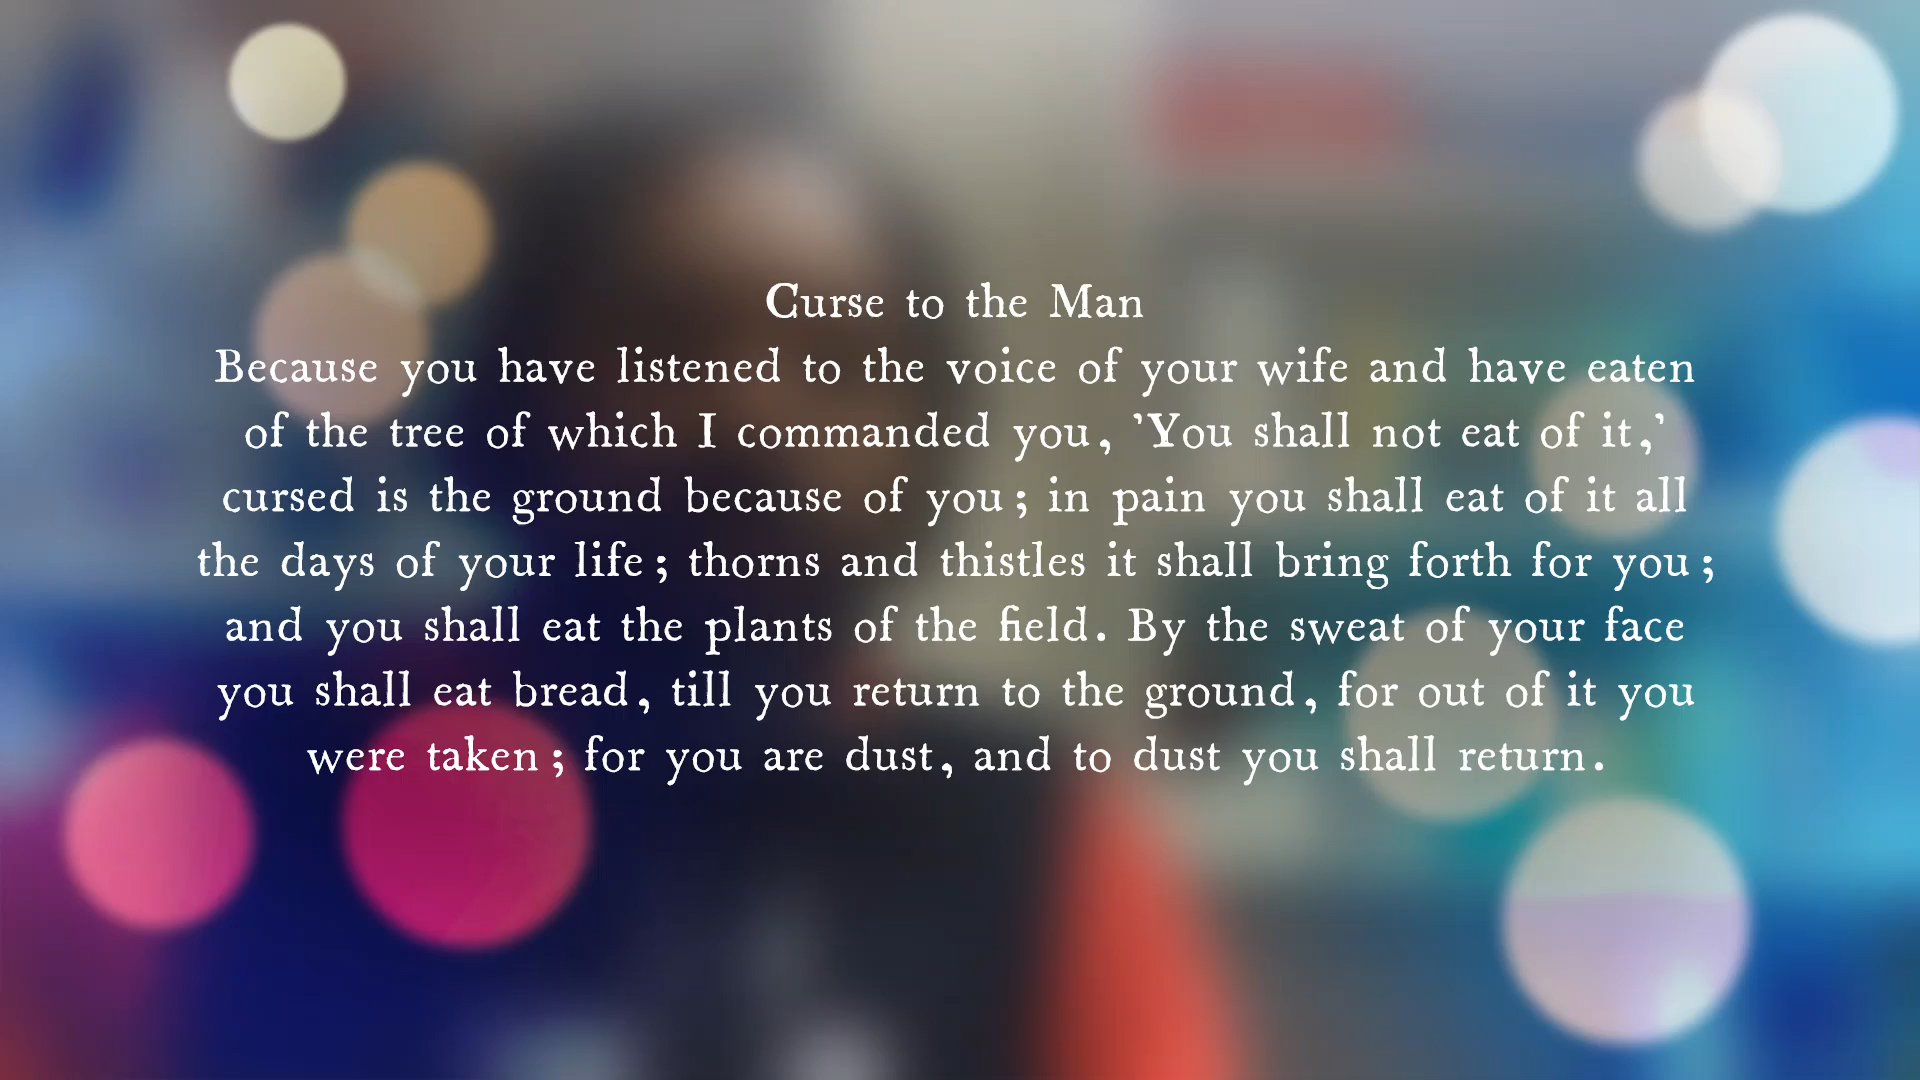 Curse to the Man
Because you have listened to the voice of your wife and have eaten
of the tree of which I commanded you, 'You shall not eat of it,'
cursed is the ground because of you; in pain you shall eat of it all
the days of your life; thorns and thistles it shall bring forth for you;
and you shall eat the plants of the field. By the sweat of your face
you shall eat bread, till you return to the ground, for out of it you
were taken; for you are dust, and to dust you shall return.